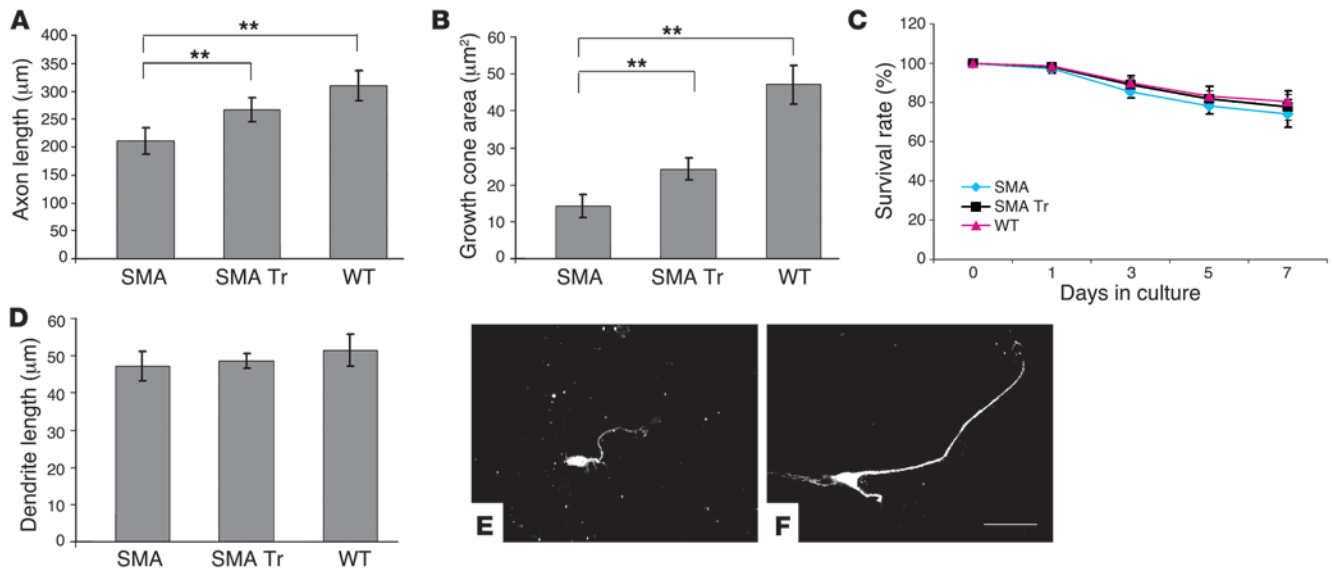 A
**
**
Axon length (μm)
400
350
300
250
200
150
100
50
0
SMA SMA Tr WT
B
**
**
Growth cone area (μm²)
60
50
40
30
20
10
0
SMA SMA Tr WT
C
Survival rate (%)
120
100
80
60
40
20
0
SMA
SMA Tr
WT
0 1 3 5 7
Days in culture
D
Dendrite length (μm)
60
50
40
30
20
10
0
SMA SMA Tr WT
E
F